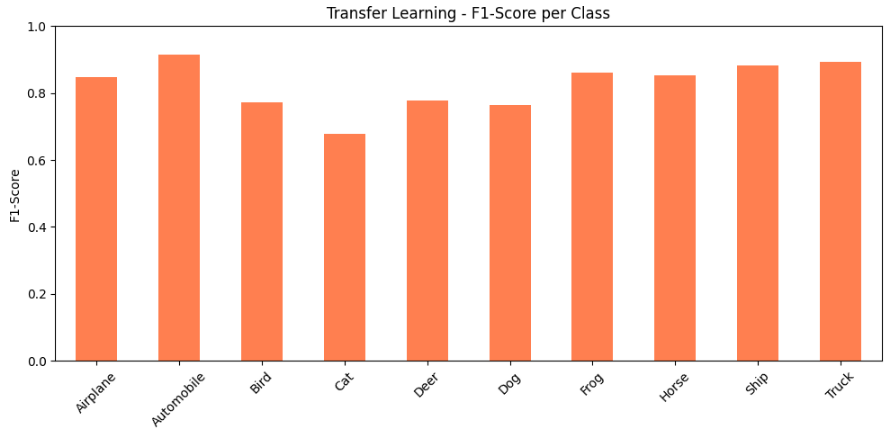 Transfer Learning - F1-Score per Class
1.0
0.8
0.6
0.4
0.2
0.0
F1-Score
Airplane
Automobile
Bird
Cat
Deer
Dog
Frog
Horse
Ship
Truck